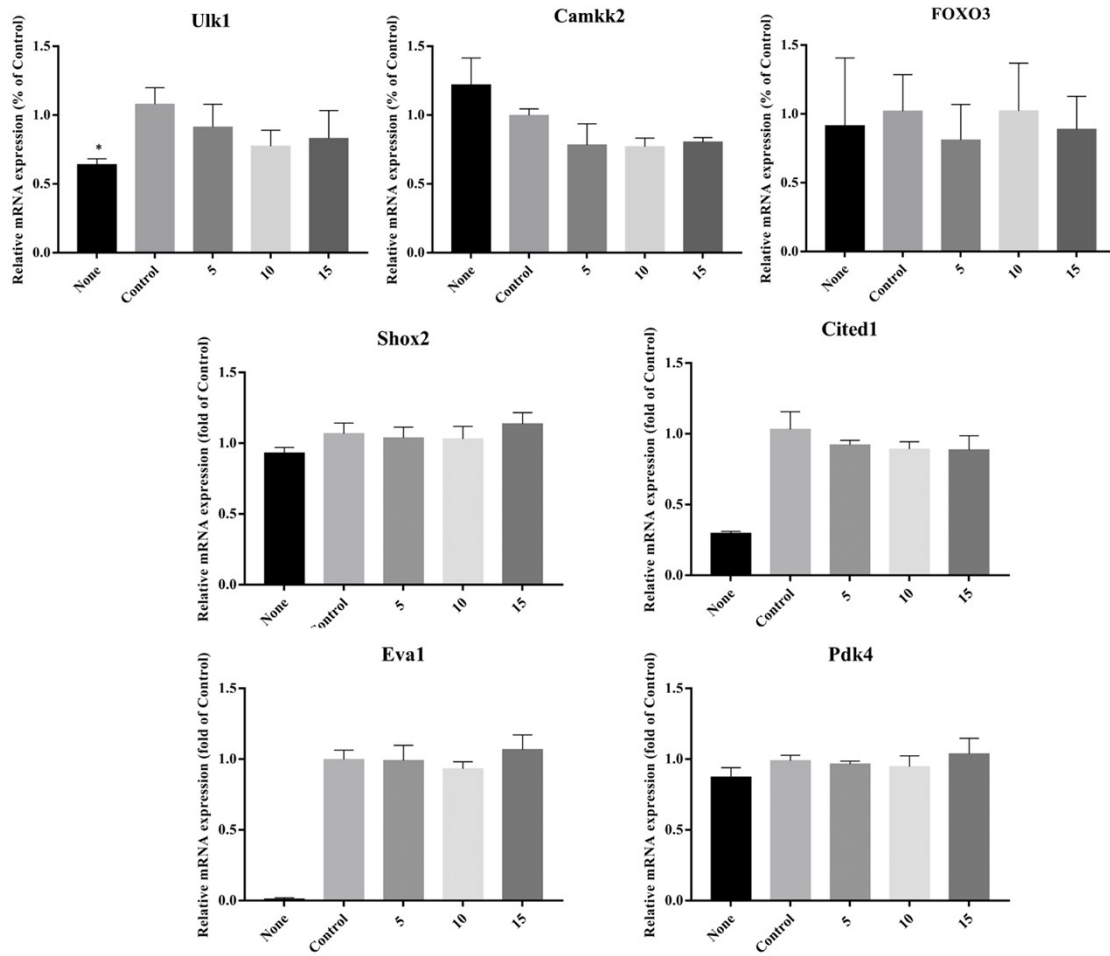 Ulk1
Relative mRNA expression (% of Control)
1.5
1.0
0.5
0.0
*
None
Control
5
10
15
Camkk2
Relative mRNA expression (% of Control)
1.5
1.0
0.5
0.0
None
Control
5
10
15
FOXO3
Relative mRNA expression (% of Control)
1.5
1.0
0.5
0.0
None
Control
5
10
15
Shox2
Relative mRNA expression (fold of Control)
1.5
1.0
0.5
0.0
None
Control
5
10
15
Cited1
Relative mRNA expression (fold of Control)
1.5
1.0
0.5
0.0
None
Control
5
10
15
Eva1
Relative mRNA expression (fold of Control)
1.5
1.0
0.5
0.0
None
Control
5
10
15
Pdk4
Relative mRNA expression (fold of Control)
1.5
1.0
0.5
0.0
None
Control
5
10
15